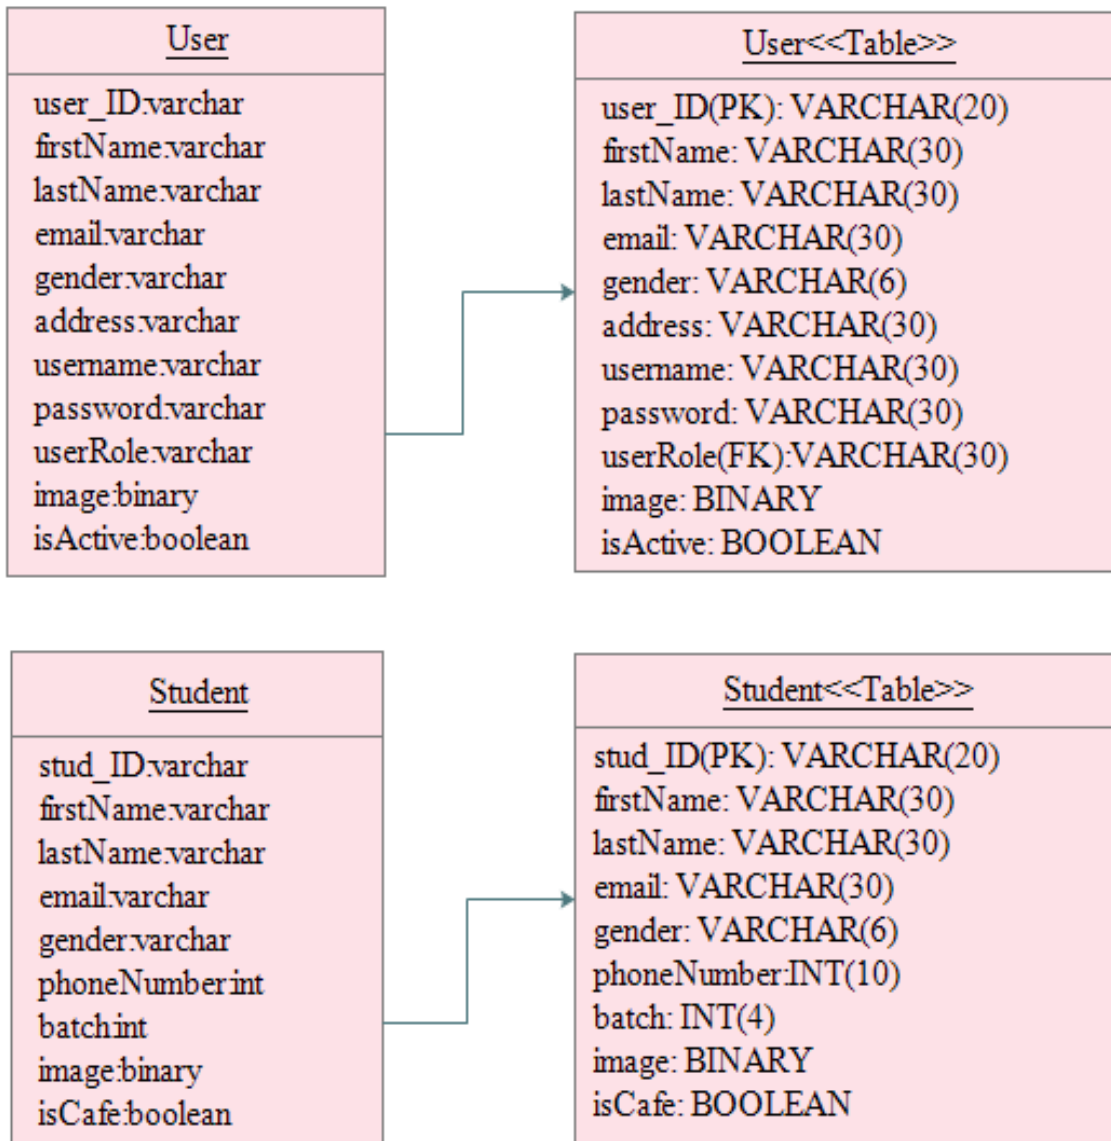 User
user_ID:varchar
firstName:varchar
lastName:varchar
email:varchar
gender:varchar
address:varchar
username:varchar
password:varchar
userRole:varchar
image:binary
isActive:boolean
User<<Table>>
user_ID(PK): VARCHAR(20)
firstName: VARCHAR(30)
lastName: VARCHAR(30)
email: VARCHAR(30)
gender: VARCHAR(6)
address: VARCHAR(30)
username: VARCHAR(30)
password: VARCHAR(30)
userRole(FK):VARCHAR(30)
image: BINARY
isActive: BOOLEAN
Student
stud_ID:varchar
firstName:varchar
lastName:varchar
email:varchar
gender:varchar
phoneNumber:int
batch:int
image:binary
isCafe:boolean
Student<<Table>>
stud_ID(PK): VARCHAR(20)
firstName: VARCHAR(30)
lastName: VARCHAR(30)
email: VARCHAR(30)
gender: VARCHAR(6)
phoneNumber:INT(10)
batch: INT(4)
image: BINARY
isCafe: BOOLEAN